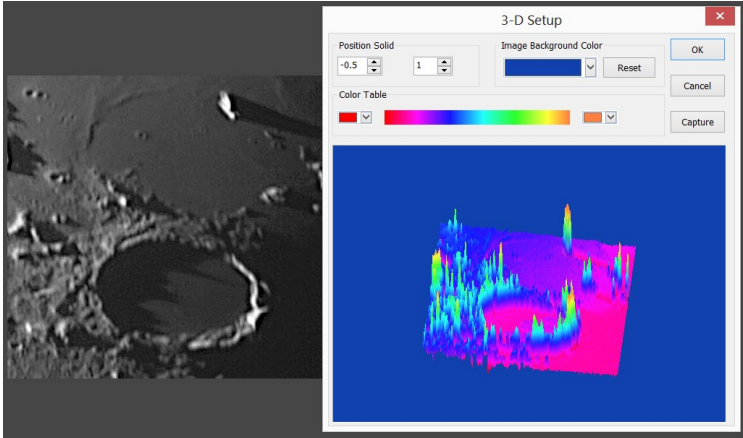 3-D Setup
Position Solid
-0.5
1
Image Background Color
Reset
OK
Cancel
Color Table
Capture